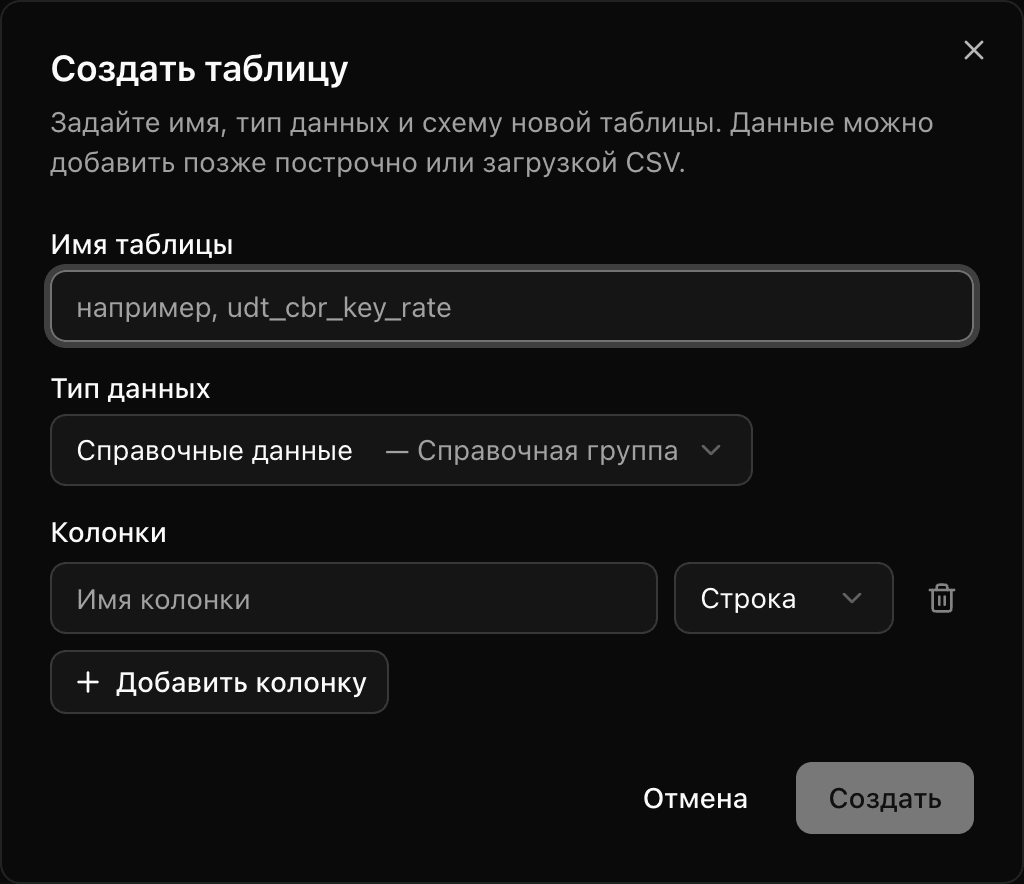 Создать таблицу
Задайте имя, тип данных и схему новой таблицы. Данные можно
добавить позже построчно или загрузкой CSV.
Имя таблицы
например, udt_cbr_key_rate
Тип данных
Справочные данные — Справочная группа
Колонки
Имя колонки Строка
+ Добавить колонку
Отмена Создать